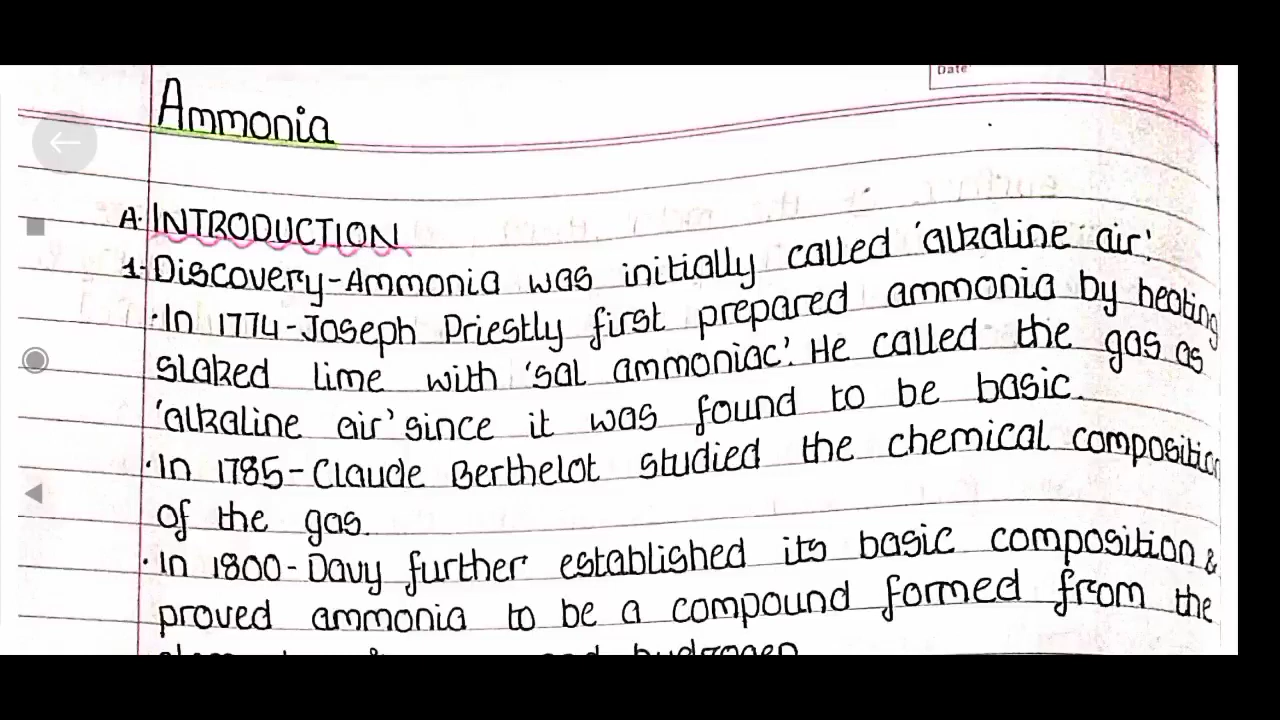 Date
Ammonia
A. INTRODUCTION
1. Discovery - Ammonia was initially called 'alkaline air'.
· In 1774 - Joseph Priestly first prepared ammonia by heating
slaked lime with 'sal ammoniac'. He called the gas as
'alkaline air' since it was found to be basic.
· In 1785 - Claude Berthelot studied the chemical compositio
of the gas.
· In 1800 - Davy further established its basic composition &
proved ammonia to be a compound formed from the
hydrogen